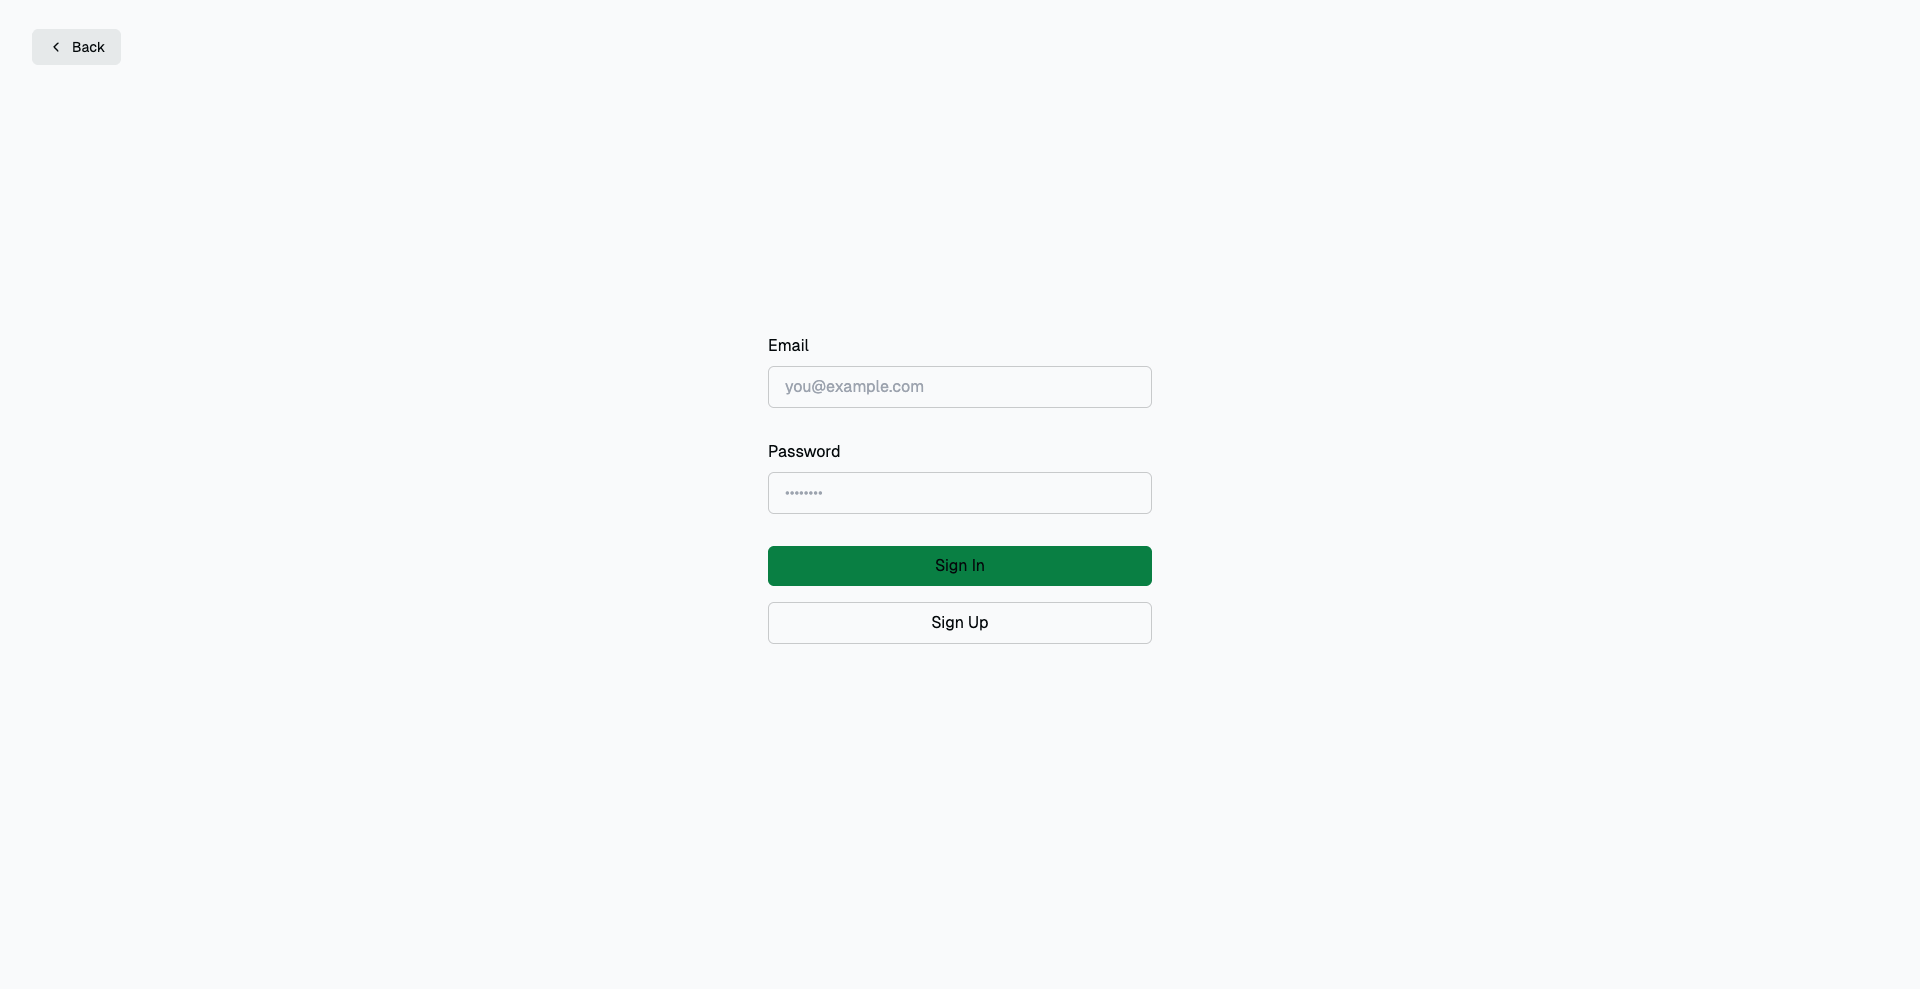 Back
Email
you@example.com
Password
••••••••
Sign In
Sign Up